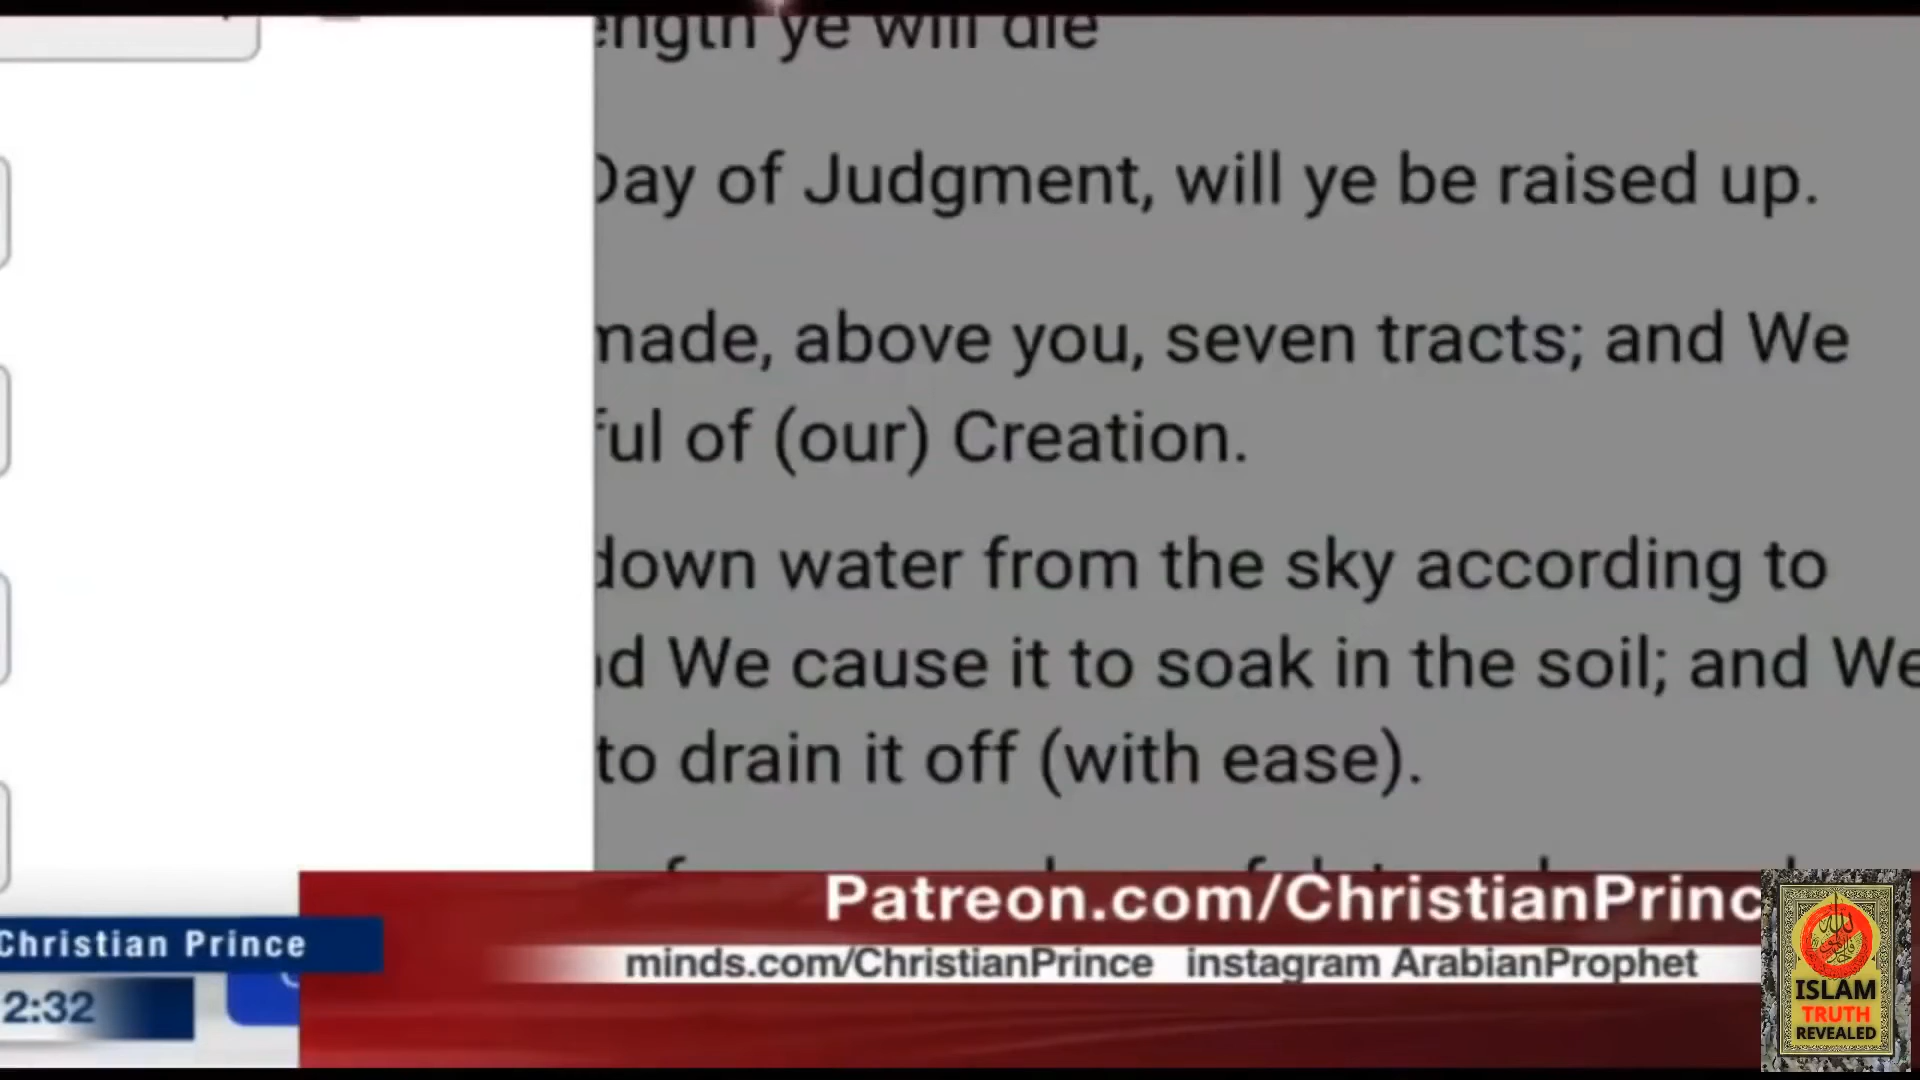 ye will die
Day of Judgment, will ye be raised up.
made, above you, seven tracts; and We
of (our) Creation.
down water from the sky according to
We cause it to soak in the soil; and We
to drain it off (with ease).
Patreon.com/ChristianPrinc
Christian Prince
minds.com/ChristianPrince instagram ArabianProphet
2:32
ISLAM
TRUTH
REVEALED